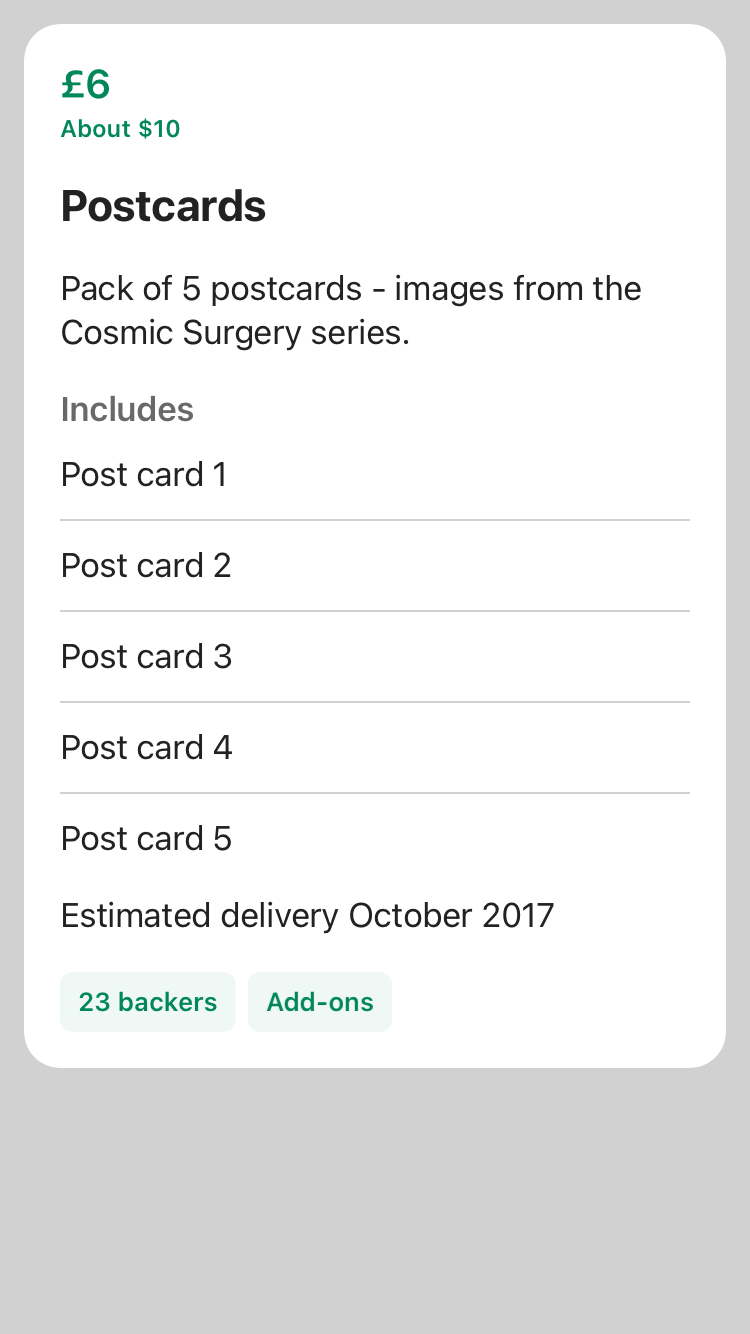 £6
About $10
Postcards
Pack of 5 postcards - images from the
Cosmic Surgery series.
Includes
Post card 1
Post card 2
Post card 3
Post card 4
Post card 5
Estimated delivery October 2017
23 backers
Add-ons